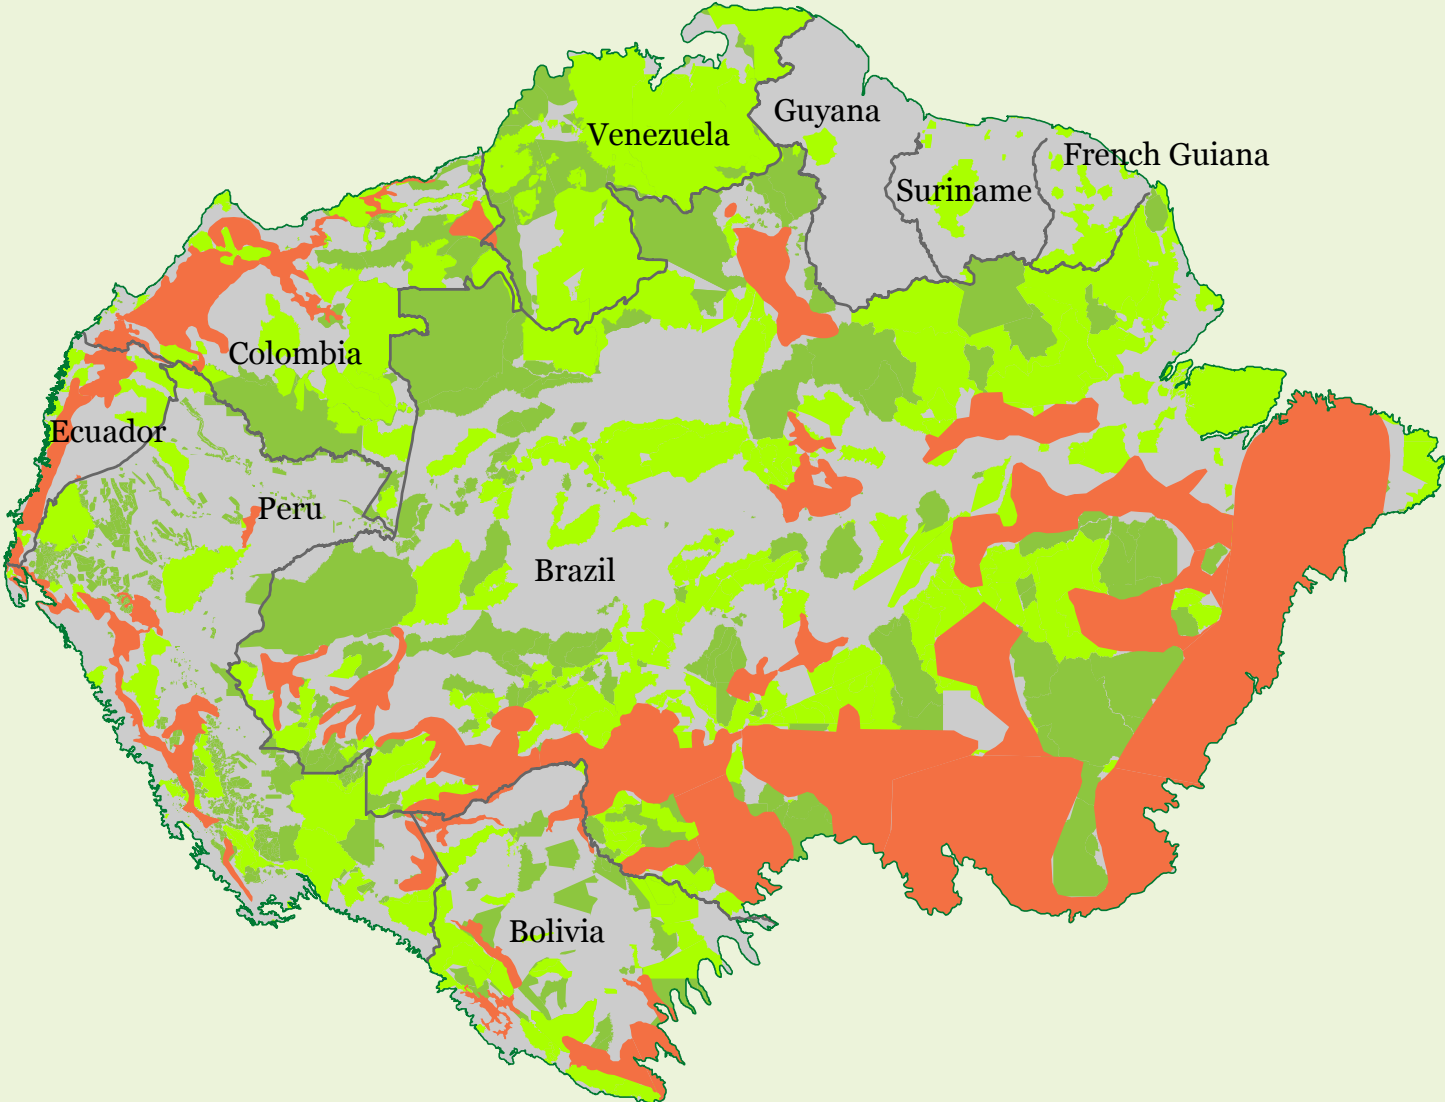 Guyana
Venezuela
French Guiana
Suriname
Colombia
Ecuador
Peru
Brazil
Bolivia